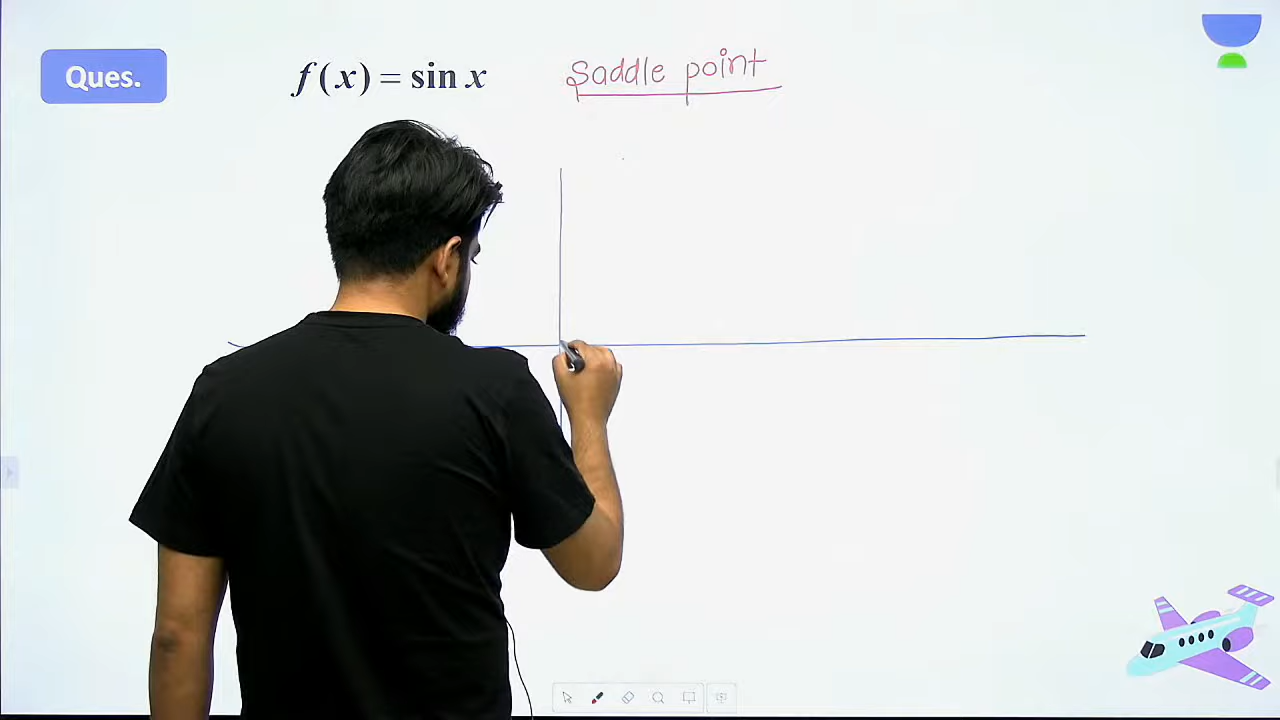 Ques.
f(x) = sin x
Saddle point